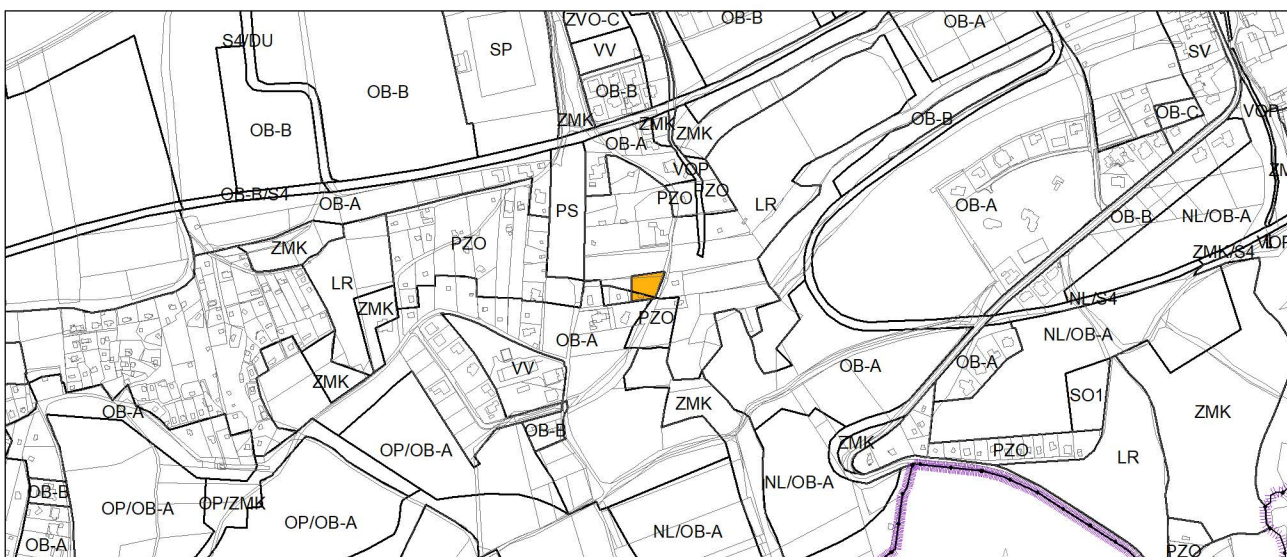 ZVO-C
OB-B
OB-A
S4/DU
VV
SP
SV
OB-B
OB-B
OB-B
OB-C
VOP
ZMK
ZMK
ZMK
OB-B
OB-A
VOP
OB-B/S4
OB-A
PS
PZO
PZO
LR
OB-A
OB-B
NL/OB-A
ZMK
PZO
ZMK/S4
LR
ZMK
NL/S4
PZO
OB-A
NL/OB-A
VV
OB-A
OB-A
ZMK
ZMK
SO1
ZMK
OB-A
OB-B
ZMK
PZO
OP/OB-A
LR
OB-B
NL/OB-A
OP/ZMK
OP/OB-A
OP/OB-A
NL/OB-A
OB-A
PZO